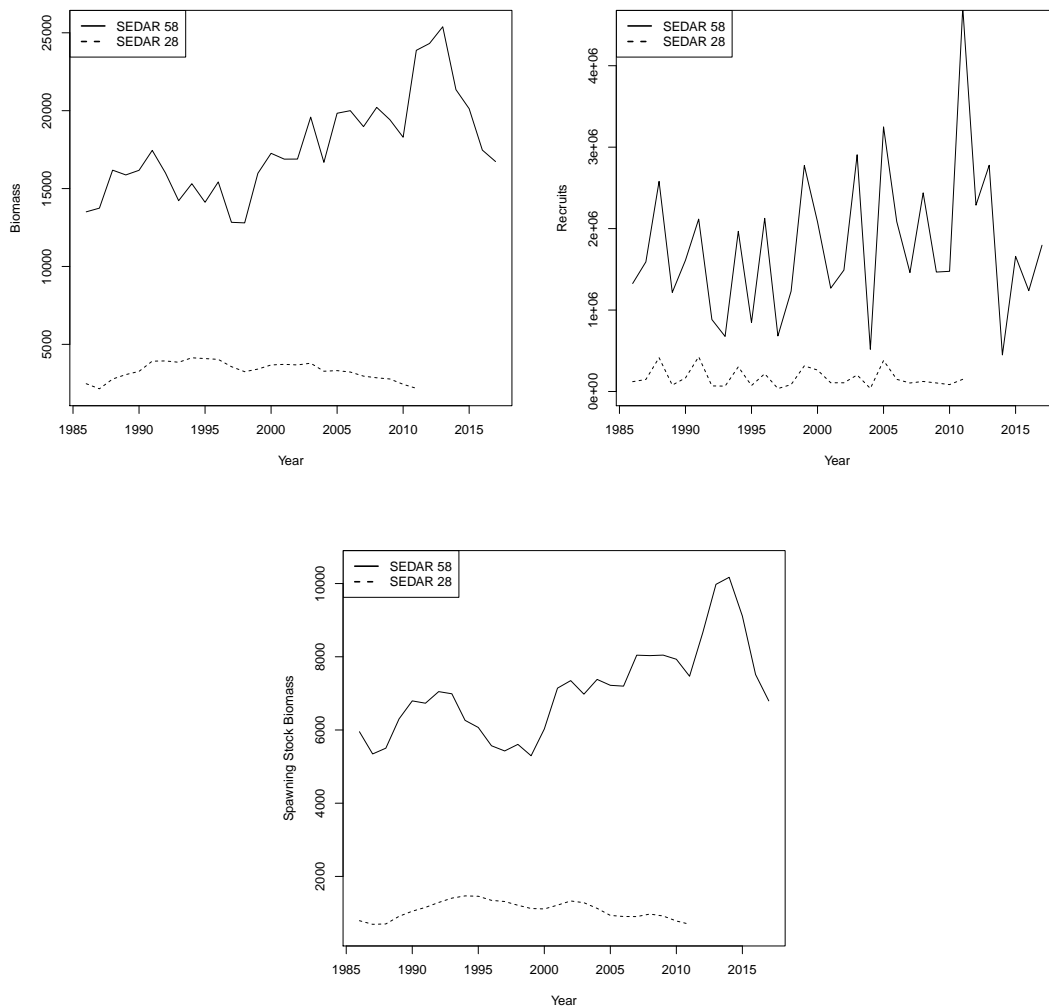 SEDAR 58
SEDAR 28
25000
20000
15000
10000
5000
Biomass
1985 1990 1995 2000 2005 2010 2015
Year
SEDAR 58
SEDAR 28
4e+06
3e+06
2e+06
1e+06
0e+00
Recruits
1985 1990 1995 2000 2005 2010 2015
Year
SEDAR 58
SEDAR 28
10000
8000
6000
4000
2000
Spawning Stock Biomass
1985 1990 1995 2000 2005 2010 2015
Year